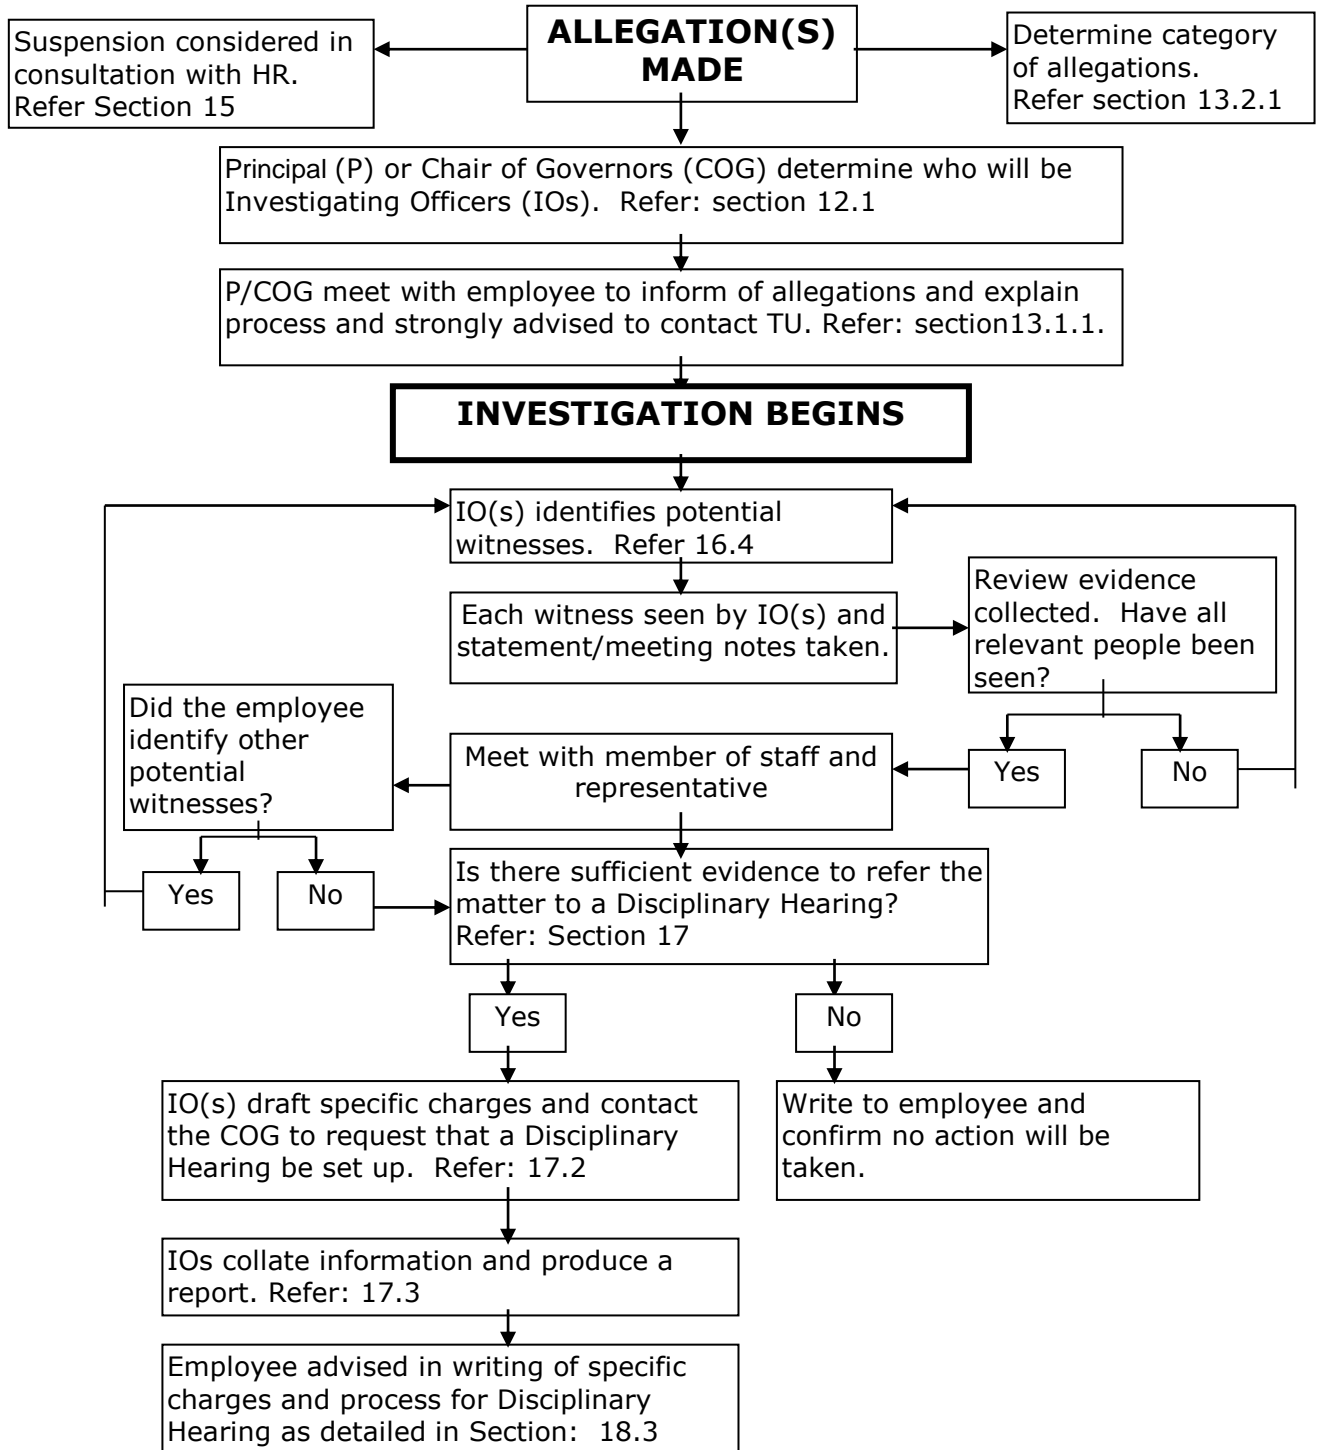 ALLEGATION(S)
MADE
Suspension considered in
consultation with HR.
Refer Section 15
Determine category
of allegations.
Refer section 13.2.1
Principal (P) or Chair of Governors (COG) determine who will be
Investigating Officers (IOs).  Refer: section 12.1
P/COG meet with employee to inform of allegations and explain
process and strongly advised to contact TU. Refer: section13.1.1.
INVESTIGATION BEGINS
IO(s) identifies potential
witnesses.  Refer 16.4
Each witness seen by IO(s) and
statement/meeting notes taken.
Review evidence
collected.  Have all
relevant people been
seen?
Yes
No
Meet with member of staff and
representative
Did the employee
identify other
potential
witnesses?
Yes
No
Is there sufficient evidence to refer the
matter to a Disciplinary Hearing?
Refer: Section 17
Yes
No
IO(s) draft specific charges and contact
the COG to request that a Disciplinary
Hearing be set up.  Refer: 17.2
Write to employee and
confirm no action will be
taken.
IOs collate information and produce a
report. Refer: 17.3
Employee advised in writing of specific
charges and process for Disciplinary
Hearing as detailed in Section:  18.3